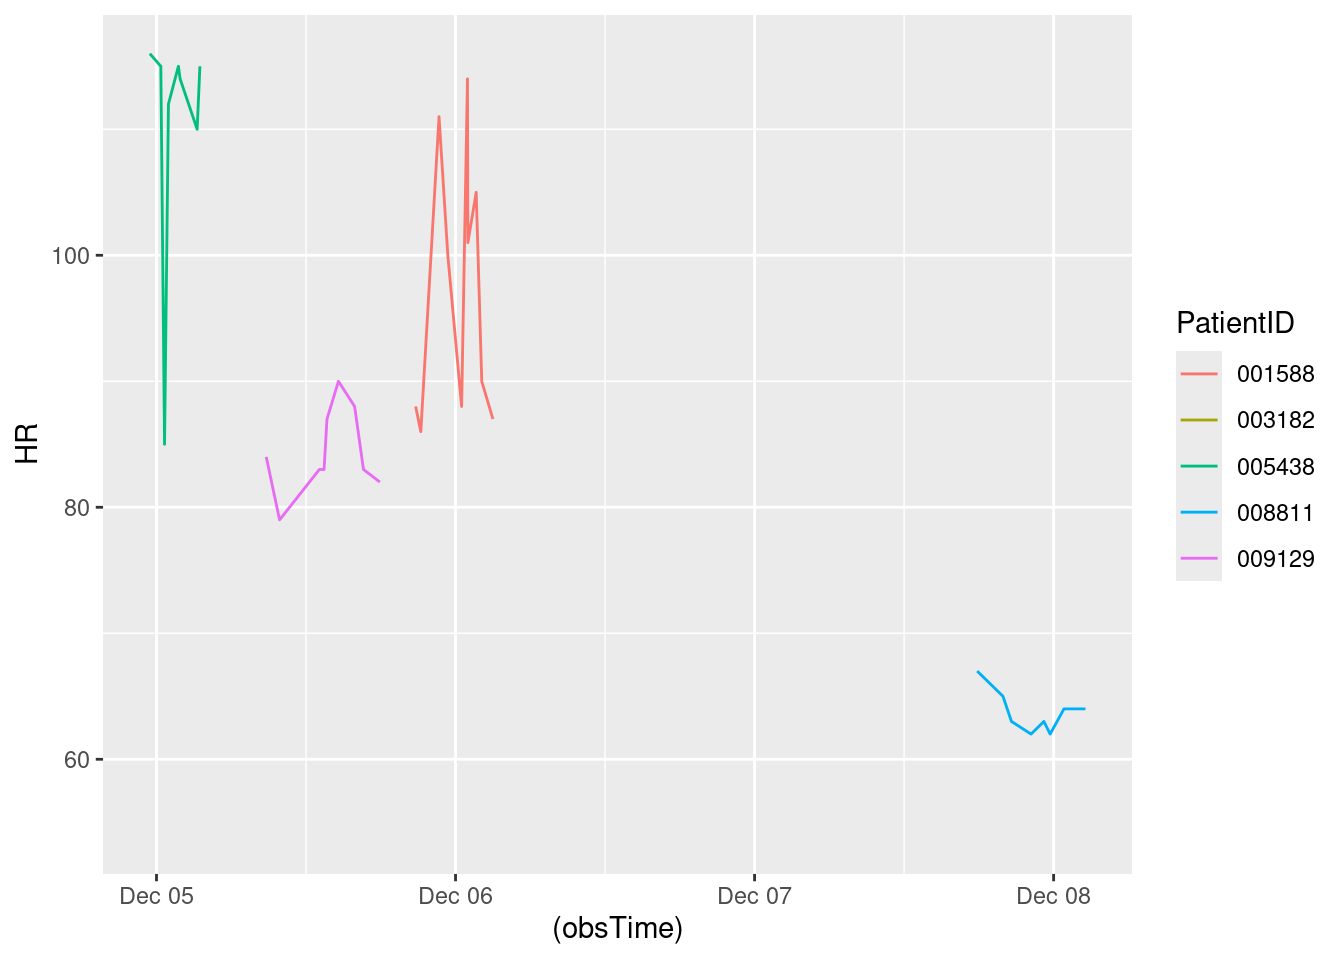 100
80
60
HR
Dec 05
Dec 06
Dec 07
Dec 08
(obsTime)
PatientID
001588
003182
005438
008811
009129